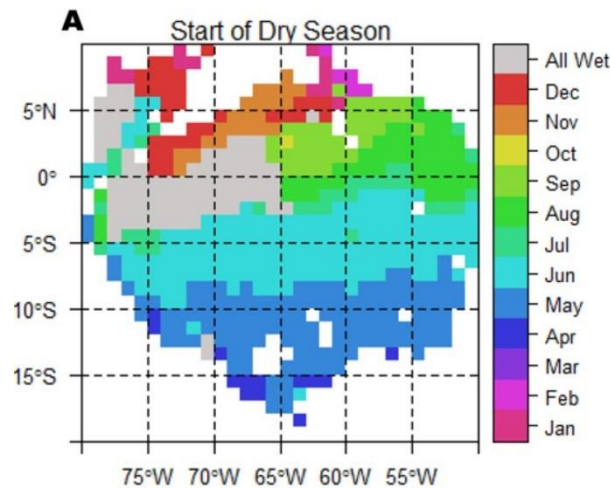 A
Start of Dry Season
All Wet
Dec
5°N
Nov
Oct
0°
Sep
Aug
5°S
Jul
Jun
10°S
May
Apr
15°S
Mar
Feb
Jan
75°W 70°W 65°W 60°W 55°W